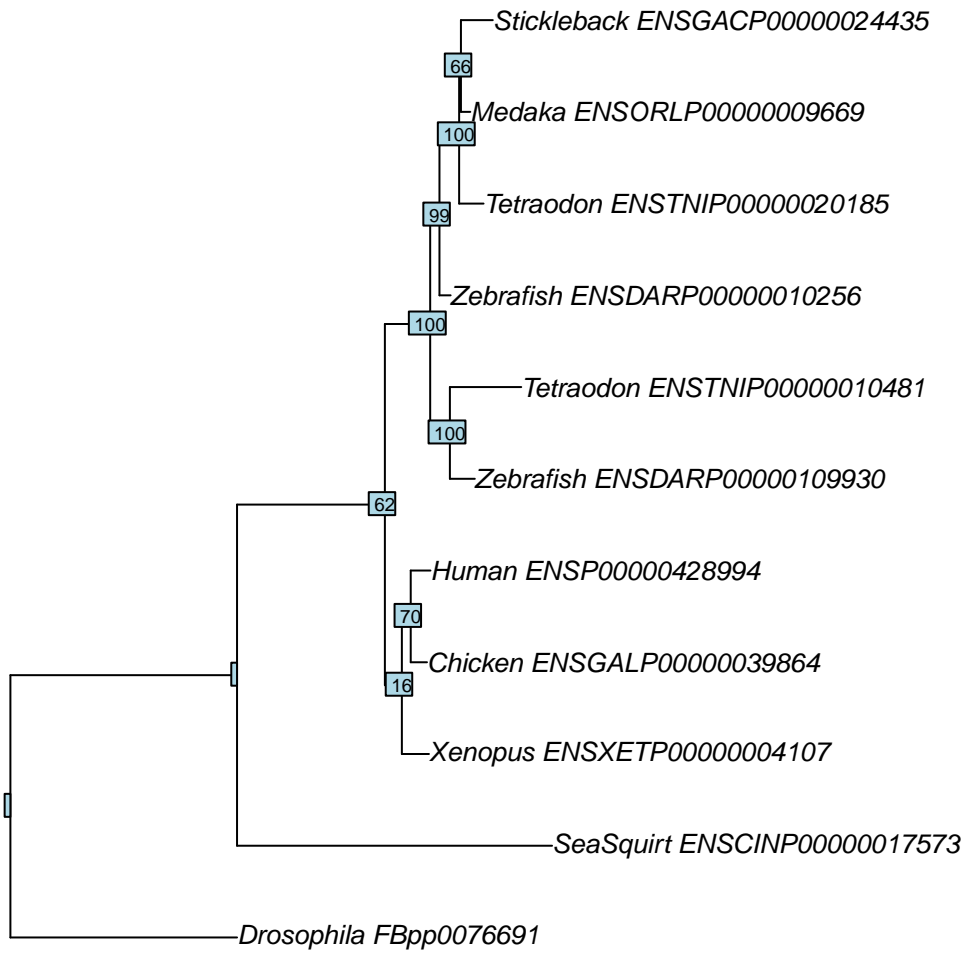 Stickleback ENSGACP00000024435
66
Medaka ENSORLP00000009669
100
Tetraodon ENSTNIP00000020185
99
Zebrafish ENSDARP00000010256
100
Tetraodon ENSTNIP00000010481
100
Zebrafish ENSDARP00000109930
62
Human ENSP00000428994
70
Chicken ENSGALP00000039864
16
Xenopus ENSXETP00000004107
SeaSquirt ENSCINP00000017573
Drosophila FBpp0076691